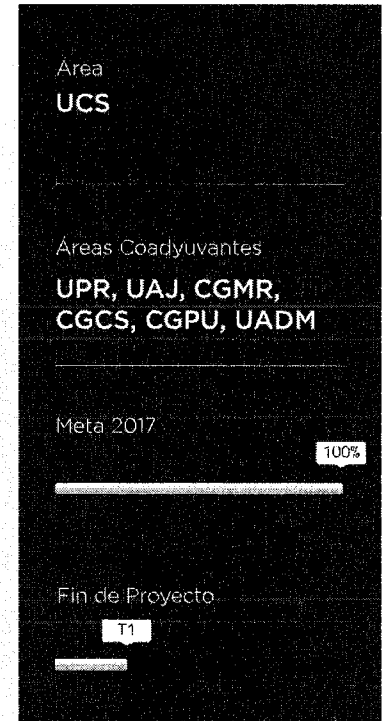 Área
UCS
Áreas Coadyuvantes
UPR, UAJ, CGMR,
CGCS, CGPU, UADM
Meta 2017
100%
Fin de Proyecto
T1